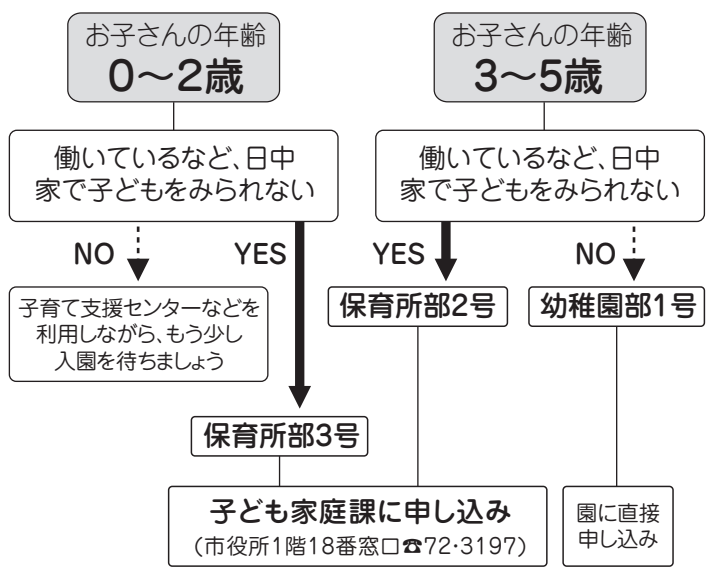 お子さんの年齢
0〜2歳
お子さんの年齢
3〜5歳
働いているなど、日中
家で子どもをみられない
働いているなど、日中
家で子どもをみられない
NO
YES
YES
NO
子育て支援センターなどを
利用しながら、もう少し
入園を待ちましょう
保育所部2号
幼稚園部1号
保育所部3号
子ども家庭課に申し込み
(市役所1階18番窓口☎72・3197)
園に直接
申し込み